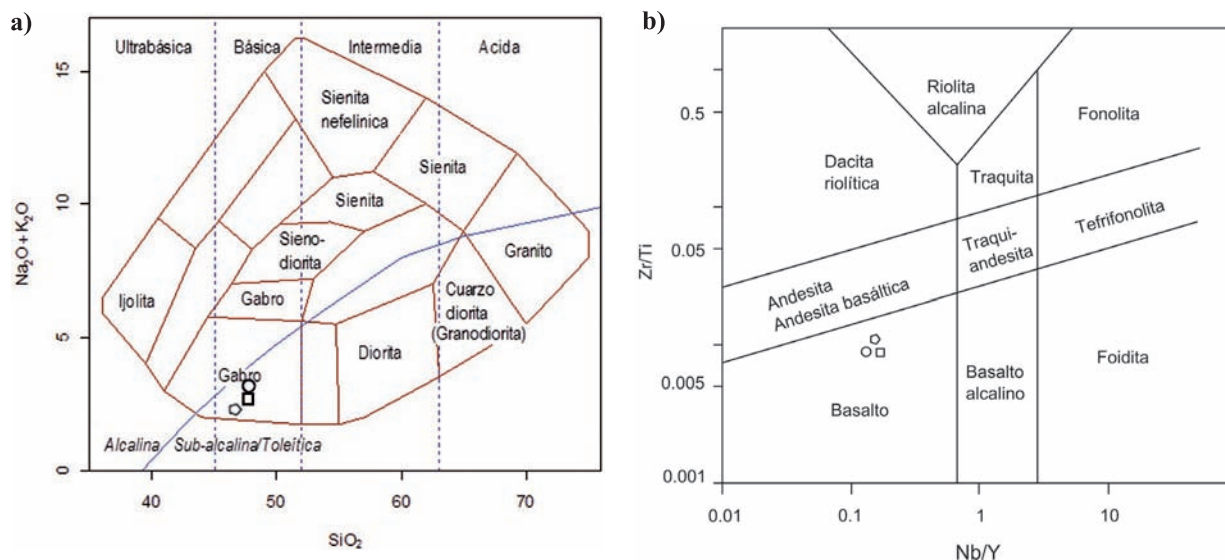 a)
Ultrabásica
Básica
Intermedia
Acida
Sienita
nefelínica
Sienita
Sienita
Sieno-
diorita
Granito
Ijolita
Gabro
Cuarzo
diorita
(Granodiorita)
Diorita
Gabro
Alcalina
Sub-alcalina/Toleítica
Na₂O + K₂O
15
10
5
0
40
50
60
70
SiO₂
b)
Riolita
alcalina
Fonolita
Dacita
riolítica
Traquita
Tefrifonolita
Traqui-
andesita
Andesita
Andesita basáltica
Foidita
Basalto
alcalino
Basalto
Zr/Ti
0.5
0.05
0.005
0.001
0.01
0.1
1
10
Nb/Y